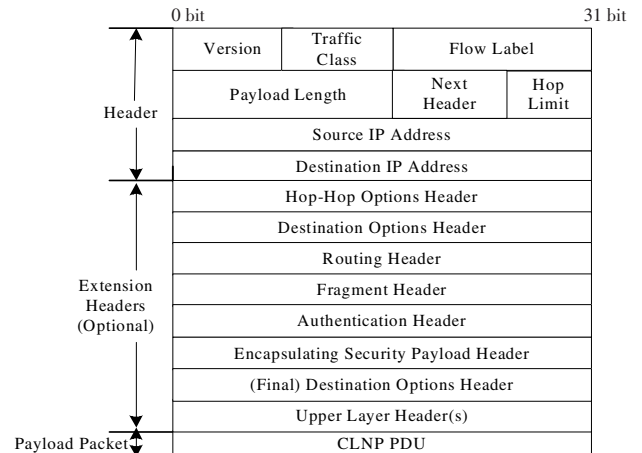 0 bit 31 bit
Version Traffic Class Flow Label
Payload Length Next Header Hop Limit
Header
Source IP Address
Destination IP Address
Hop-Hop Options Header
Destination Options Header
Routing Header
Extension Headers (Optional)
Fragment Header
Authentication Header
Encapsulating Security Payload Header
(Final) Destination Options Header
Upper Layer Header(s)
Payload Packet CLNP PDU